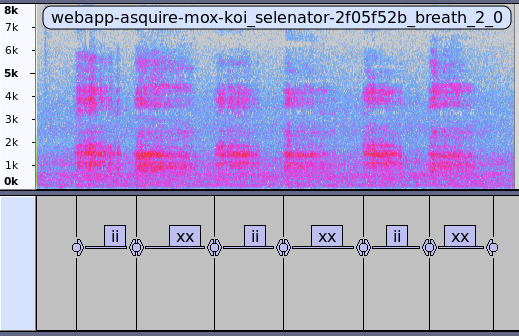 webapp-asquire-mox-koi_selenator-2f05f52b_breath_2_0
8k
7k
6k
5k
4k
3k
2k
1k
0k
ii xx ii xx ii xx